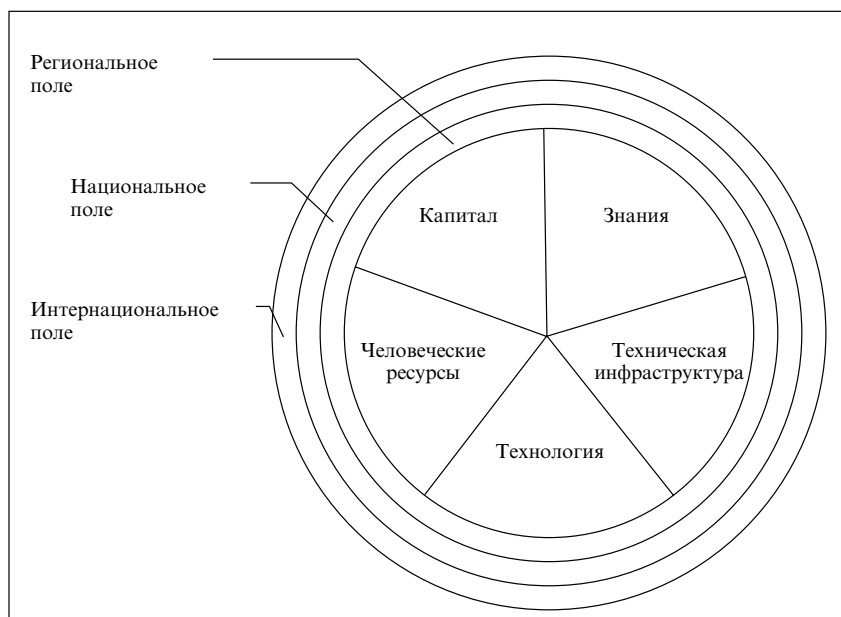 Региональное
поле
Национальное
поле
Интернациональное
поле
Капитал
Знания
Человеческие
ресурсы
Техническая
инфраструктура
Технология